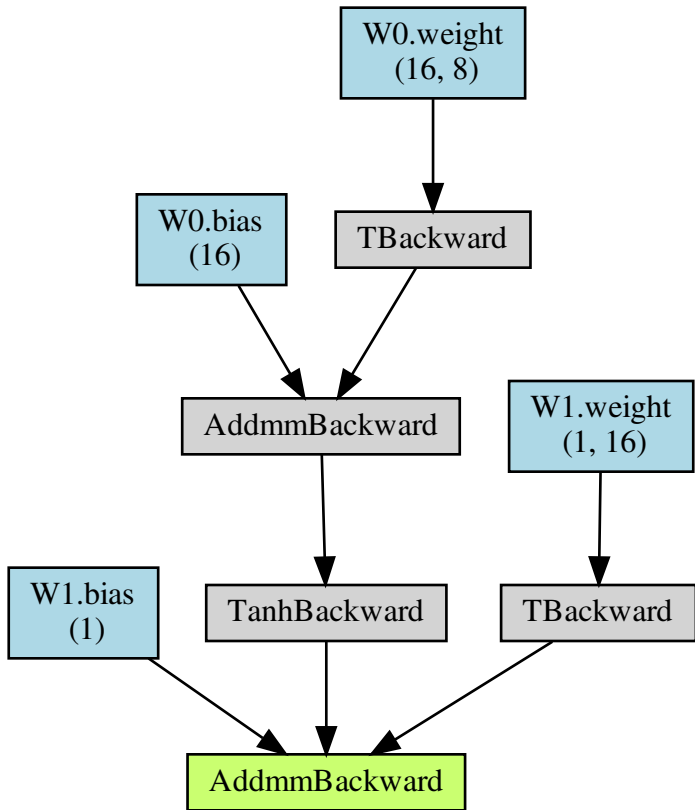 W0.weight
(16, 8)
W0.bias
(16)
TBackward
AddmmBackward
W1.weight
(1, 16)
W1.bias
(1)
TanhBackward
TBackward
AddmmBackward